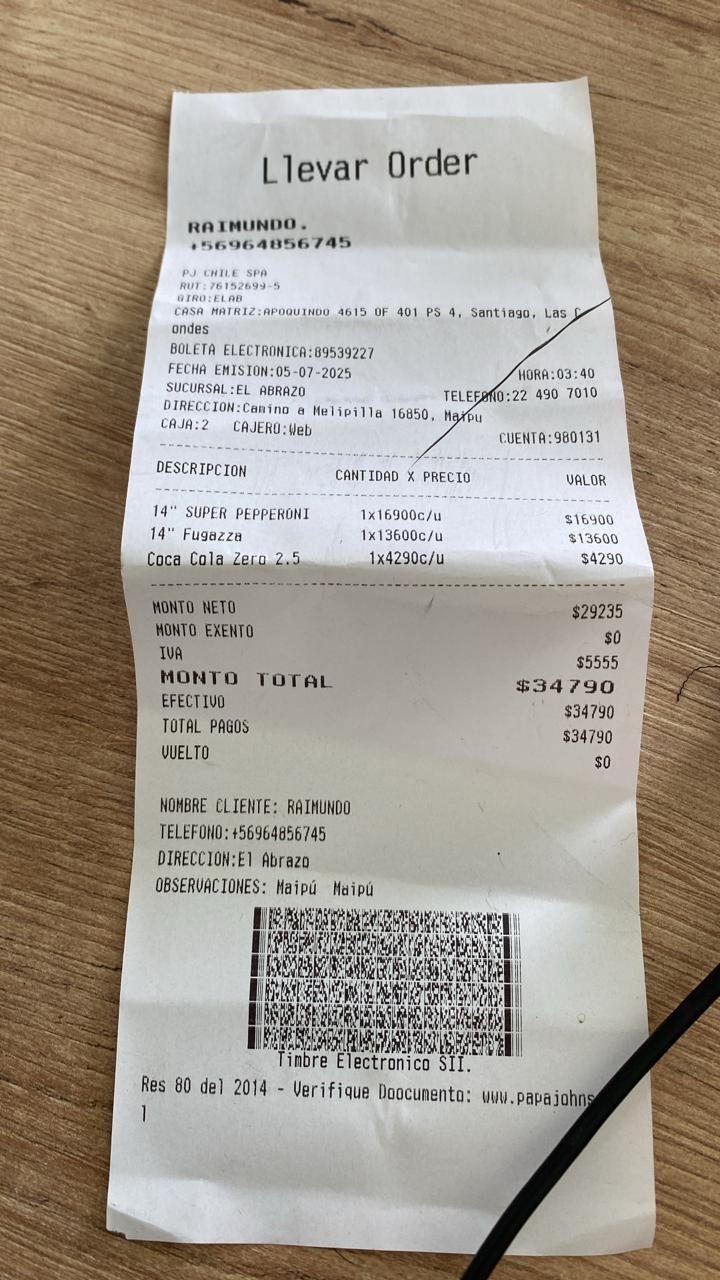 Llevar Order
RAIMUNDO.
+56964856745
PJ CHILE SPA
RUT:76152699-5
GIRO:ELAB
CASA MATRIZ:APOQUINDO 4615 OF 401 PS 4, Santiago, Las C
ondes
BOLETA ELECTRONICA:89539227
FECHA EMISION:05-07-2025 HORA:03:40
SUCURSAL:EL ABRAZO TELEFONO:22 490 7010
DIRECCION:Camino a Melipilla 16850, Maipu
CAJA:2 CAJERO:Web CUENTA:980131
DESCRIPCION CANTIDAD X PRECIO VALOR
14" SUPER PEPPERONI 1x16900c/u $16900
14" Fugazza 1x13600c/u $13600
Coca Cola Zero 2.5 1x4290c/u $4290
MONTO NETO $29235
MONTO EXENTO $0
IVA $5555
MONTO TOTAL $34790
EFECTIVO $34790
TOTAL PAGOS $34790
VUELTO $0
NOMBRE CLIENTE: RAIMUNDO
TELEFONO:+56964856745
DIRECCION:El Abrazo
OBSERVACIONES: Maipú Maipú
Timbre Electronico SII.
Res 80 del 2014 - Verifique Doocumento: www.papajohns
l